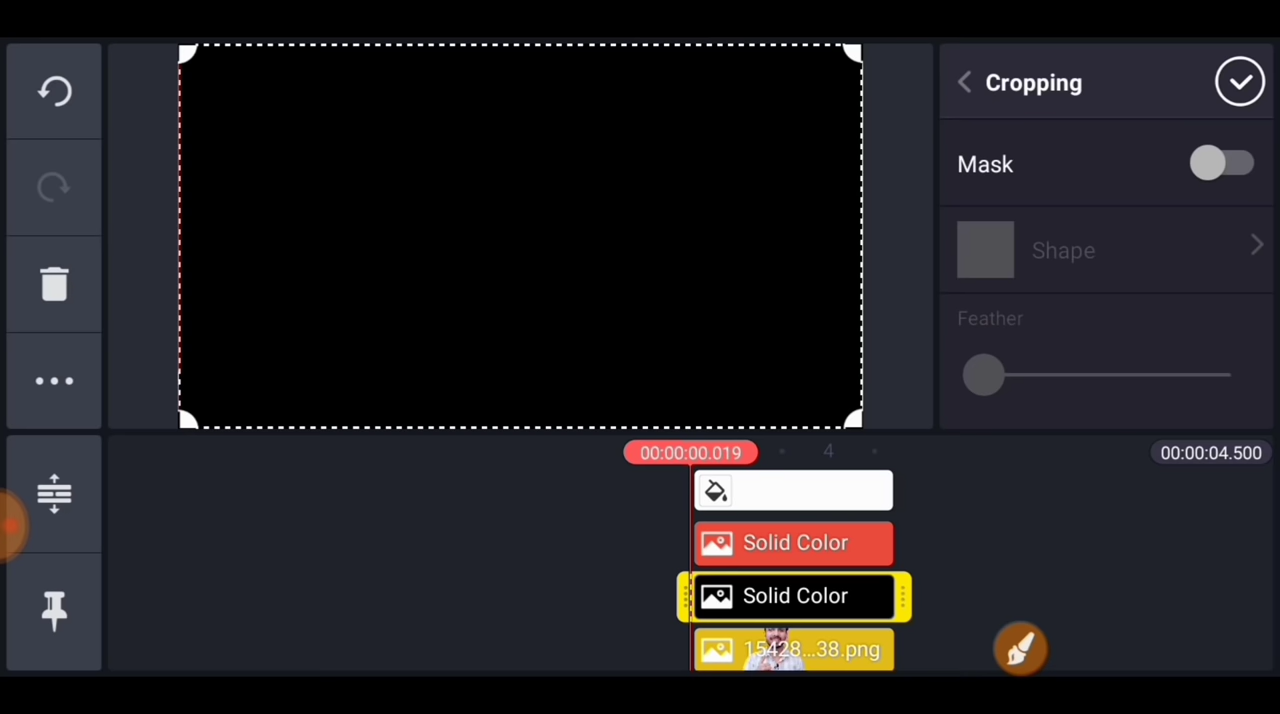 Cropping
Mask
Shape
Feather
00:00:00.019
4
00:00:04.500
Solid Color
Solid Color
15428...38.png